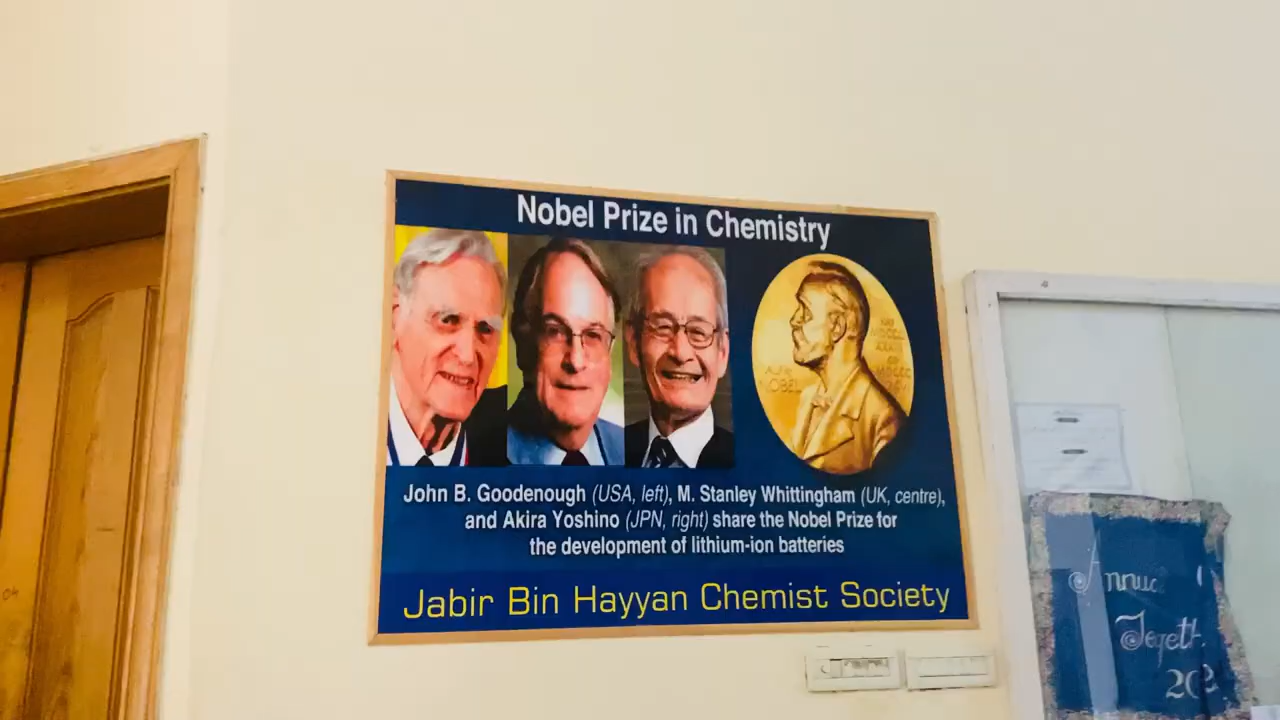 Nobel Prize in Chemistry
John B. Goodenough (USA, left), M. Stanley Whittingham (UK, centre),
and Akira Yoshino (JPN, right) share the Nobel Prize for
the development of lithium-ion batteries
Jabir Bin Hayyan Chemist Society
NOBEL